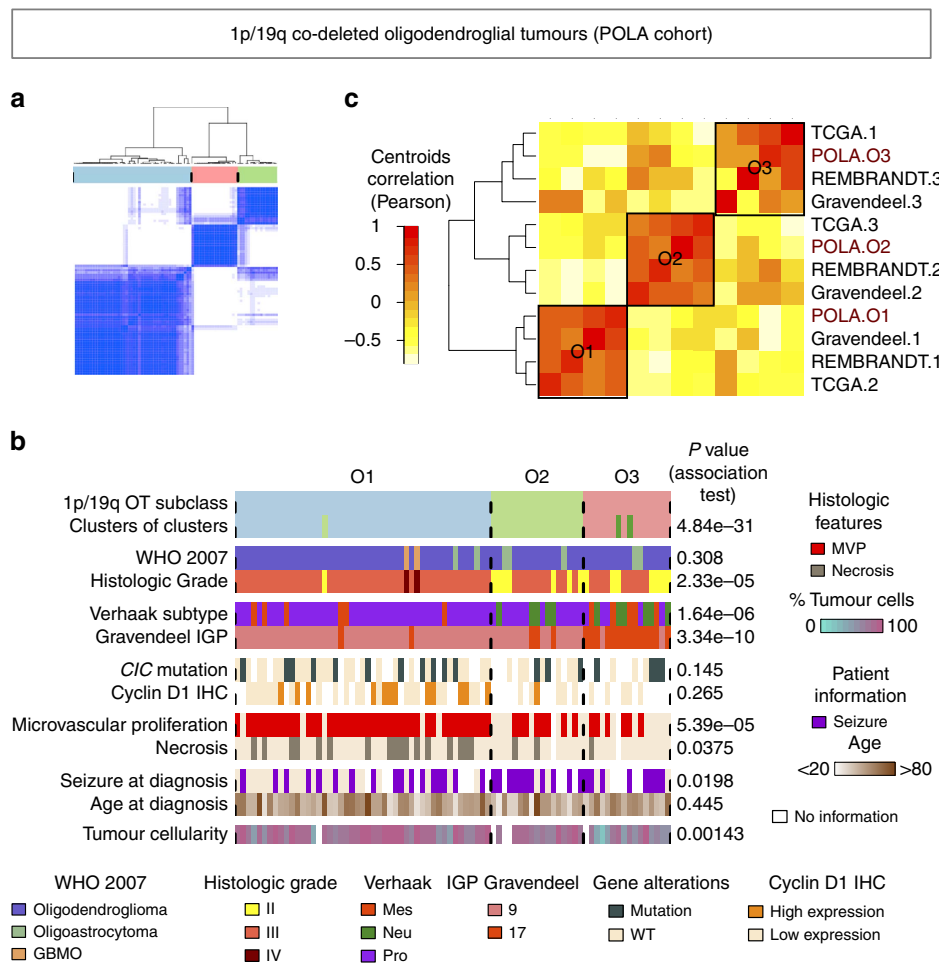 1p/19q co-deleted oligodendroglial tumours (POLA cohort)
a
c
Centroids
correlation
(Pearson)
1
0.5
0
−0.5
TCGA.1
POLA.O3
REMBRANDT.3
Gravendeel.3
TCGA.3
POLA.O2
REMBRANDT.2
Gravendeel.2
POLA.O1
Gravendeel.1
REMBRANDT.1
TCGA.2
O3
O2
O1
b
O1 O2 O3
P value
(association
test)
1p/19q OT subclass
Clusters of clusters 4.84e−31
WHO 2007 0.308
Histologic Grade 2.33e−05
Verhaak subtype 1.64e−06
Gravendeel IGP 3.34e−10
CIC mutation 0.145
Cyclin D1 IHC 0.265
Microvascular proliferation 5.39e−05
Necrosis 0.0375
Seizure at diagnosis 0.0198
Age at diagnosis 0.445
Tumour cellularity 0.00143
Histologic
features
MVP
Necrosis
% Tumour cells
0 100
Patient
information
Seizure
Age
<20 >80
No information
WHO 2007
Oligodendroglioma
Oligoastrocytoma
GBMO
Histologic grade
II
III
IV
Verhaak
Mes
Neu
Pro
IGP Gravendeel
9
17
Gene alterations
Mutation
WT
Cyclin D1 IHC
High expression
Low expression